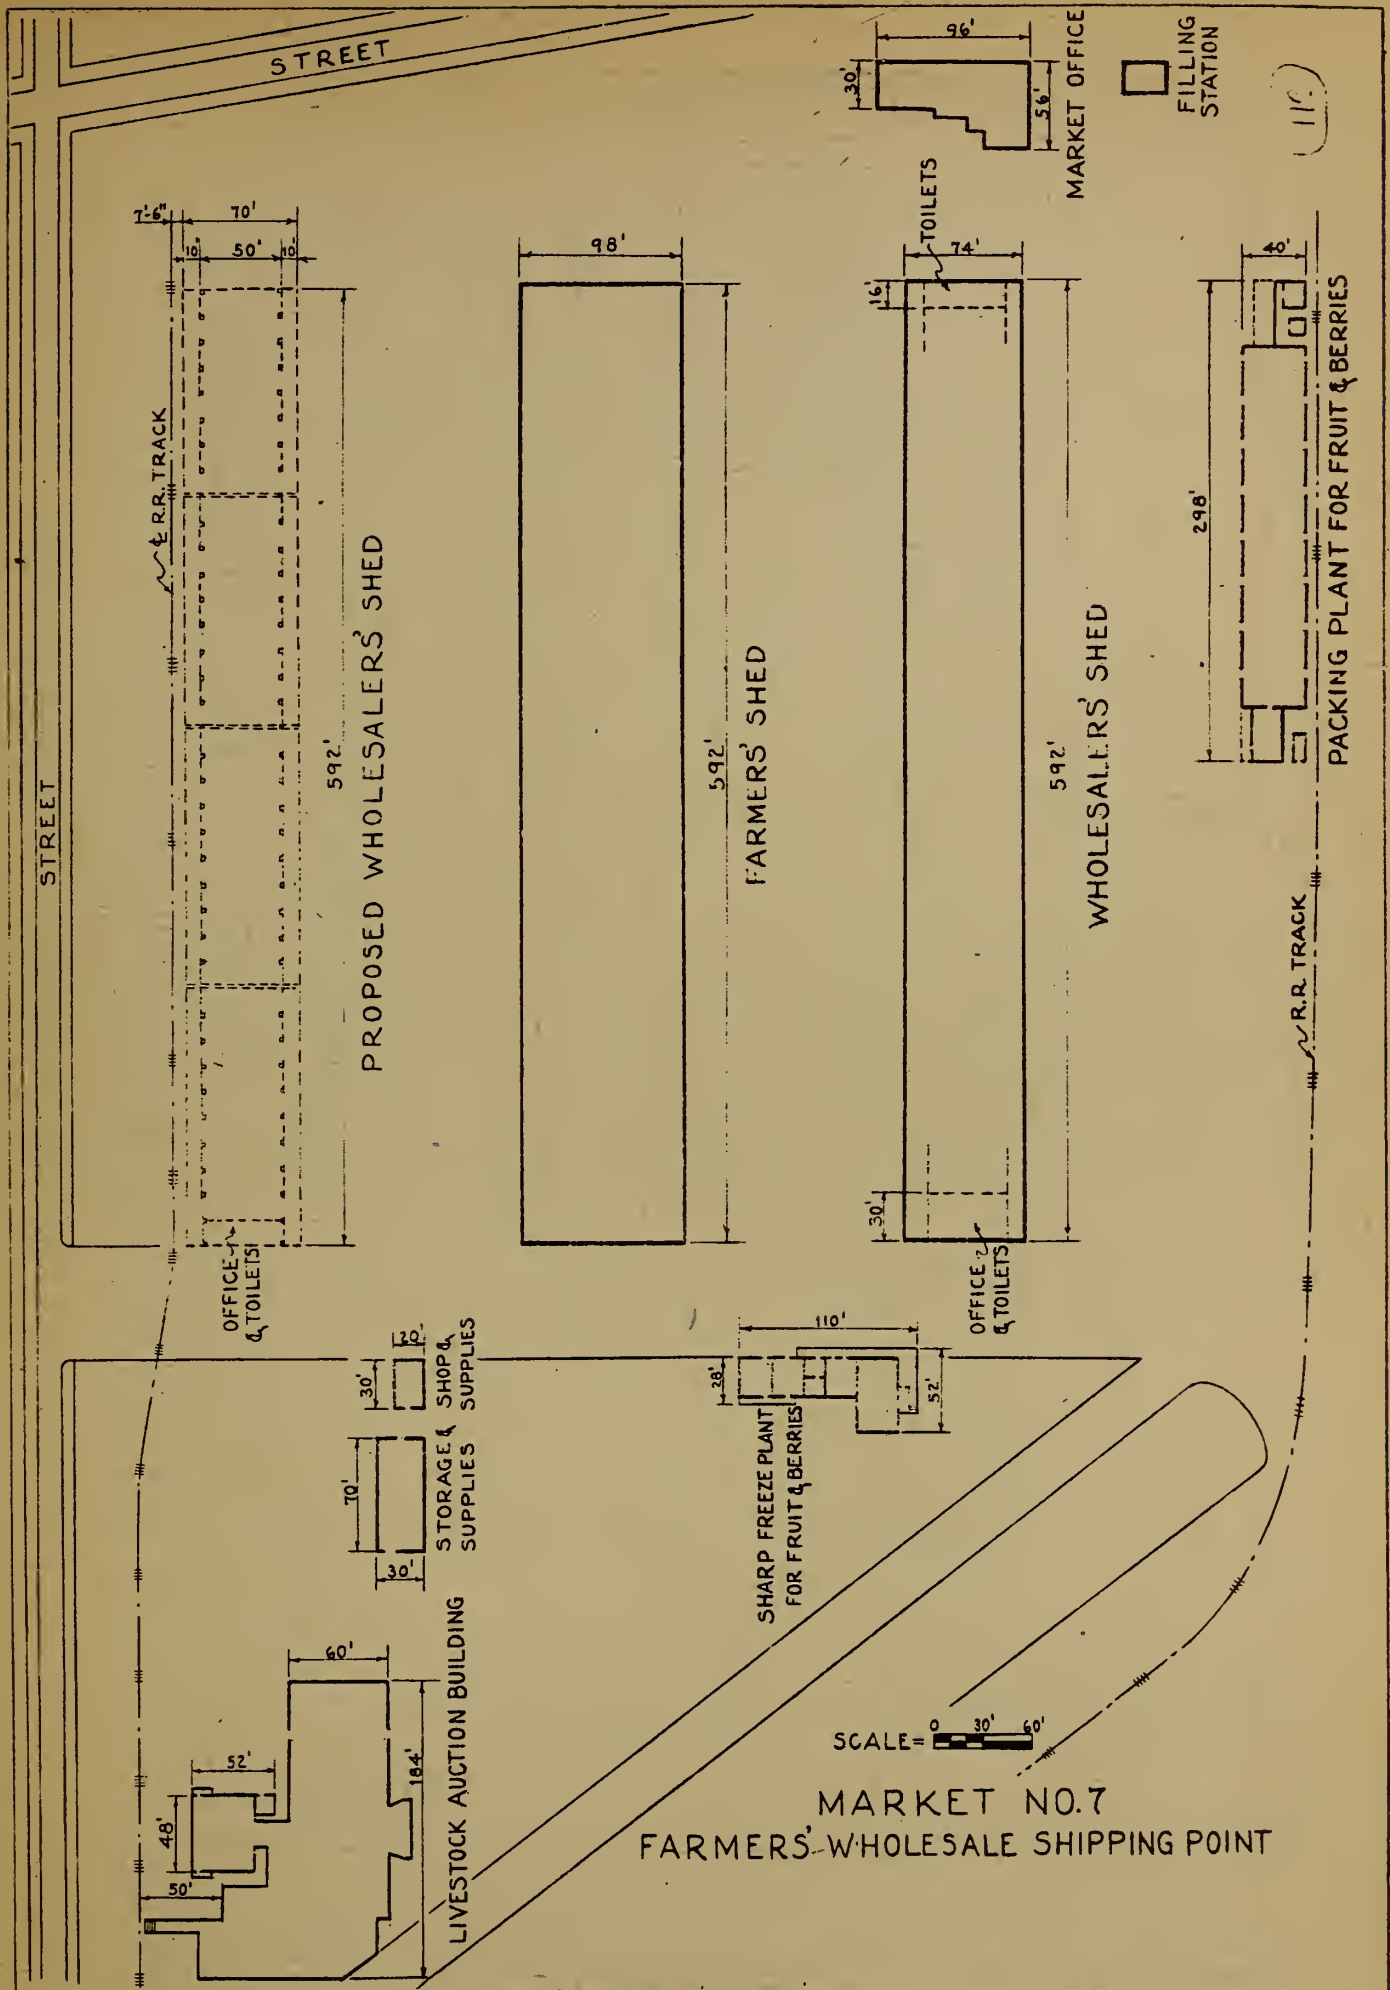 STREET
96'
30'
56'
MARKET OFFICE
FILLING
STATION
11.
7'-6"
70'
10'
50'
10'
℄ R.R. TRACK
592'
PROPOSED WHOLESALERS' SHED
OFFICE
& TOILETS
STREET
98'
592'
FARMERS' SHED
TOILETS
74'
16'
592'
WHOLESALERS' SHED
30'
OFFICE
& TOILETS
40'
298'
PACKING PLANT FOR FRUIT & BERRIES
R.R. TRACK
20'
30'
SHOP &
SUPPLIES
70'
30'
STORAGE &
SUPPLIES
110'
28'
52'
SHARP FREEZE PLANT
FOR FRUIT & BERRIES
60'
52'
48'
50'
184'
LIVESTOCK AUCTION BUILDING
SCALE= 0 30' 60'
MARKET NO.7
FARMERS'-WHOLESALE SHIPPING POINT